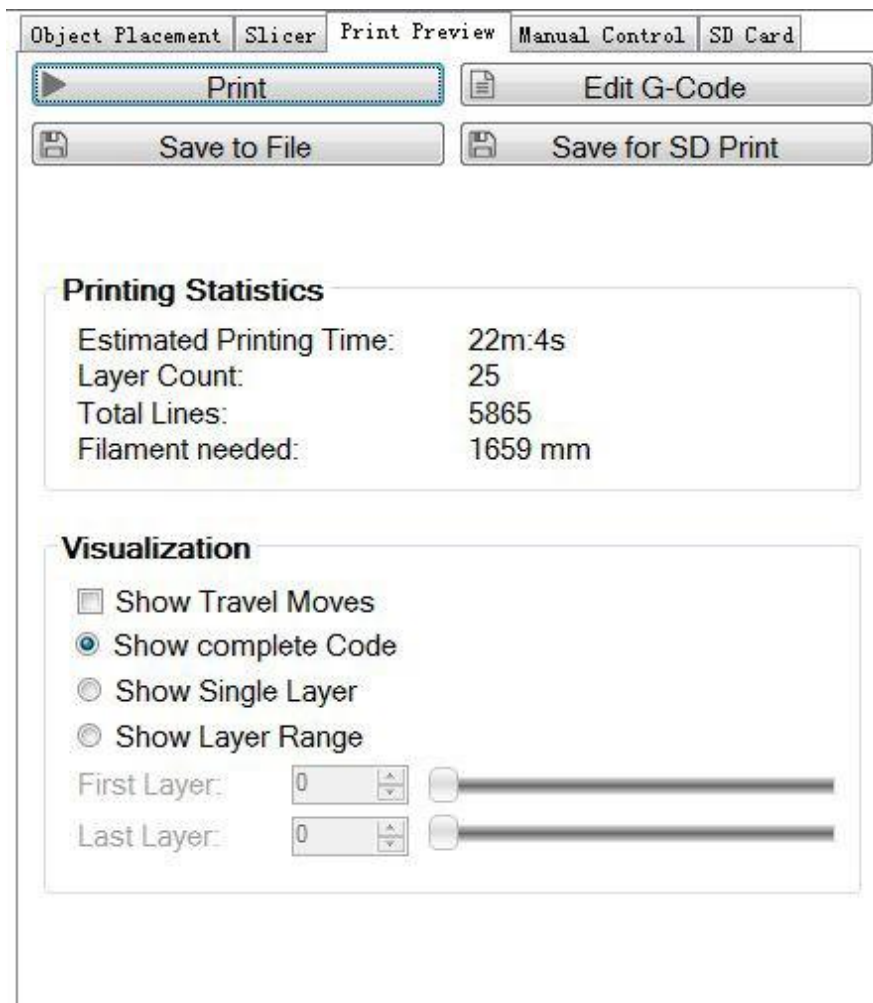 Object Placement Slicer Print Preview Manual Control SD Card
Print Edit G-Code
Save to File Save for SD Print
Printing Statistics
Estimated Printing Time: 22m:4s
Layer Count: 25
Total Lines: 5865
Filament needed: 1659 mm
Visualization
Show Travel Moves
Show complete Code
Show Single Layer
Show Layer Range
First Layer: 0
Last Layer: 0